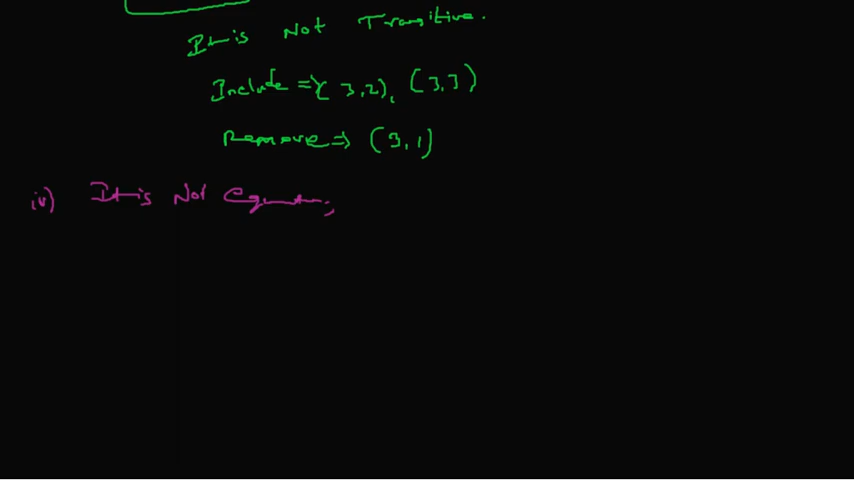 It is Not Transitive.
Include => (3,2), (3,3)
Remove => (3,1)
iv) It is Not